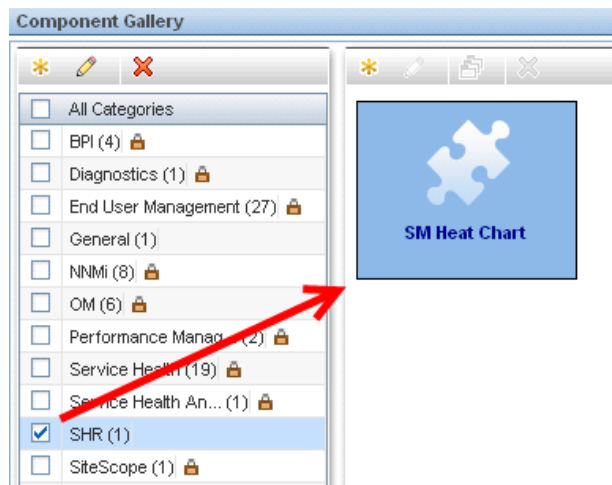 Component Gallery
All Categories
BPI (4)
Diagnostics (1)
End User Management (27)
General (1)
NNMi (8)
OM (6)
Performance Manag... (2)
Service Health (19)
Service Health An... (1)
SHR (1)
SiteScope (1)
SM Heat Chart